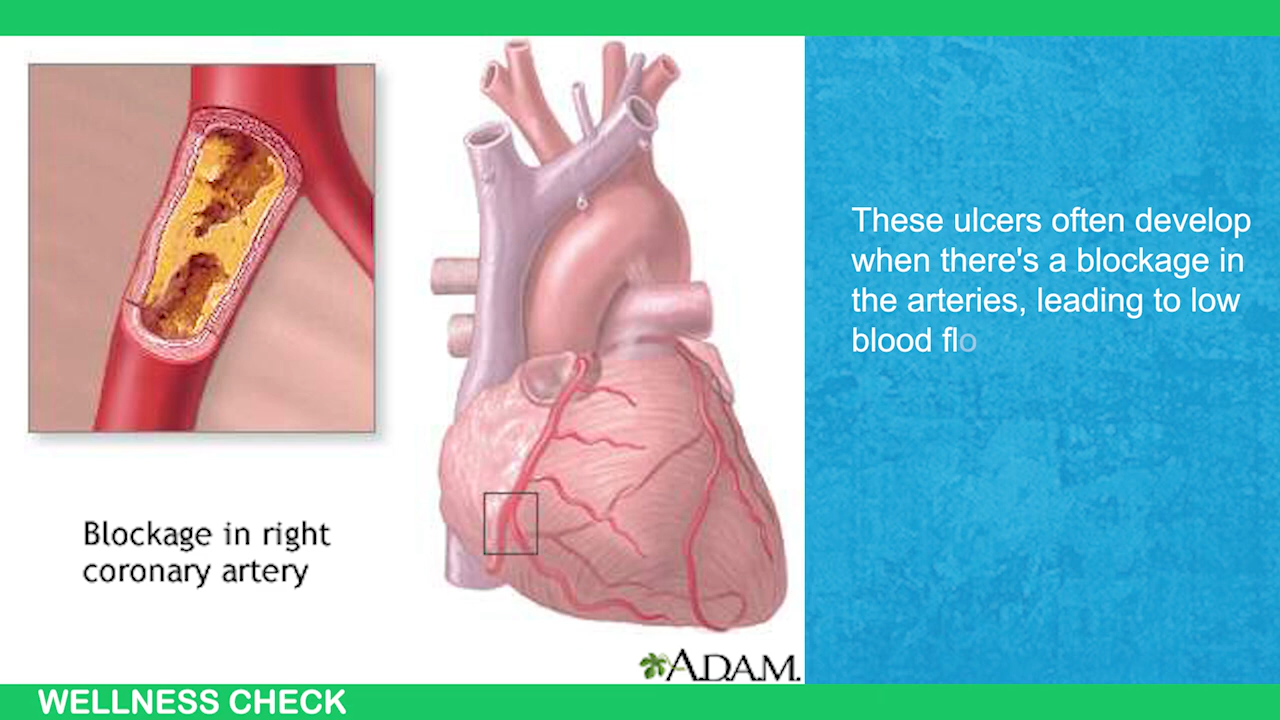 These ulcers often develop
when there's a blockage in
the arteries, leading to low
blood flo
Blockage in right
coronary artery
A.D.A.M.
WELLNESS CHECK